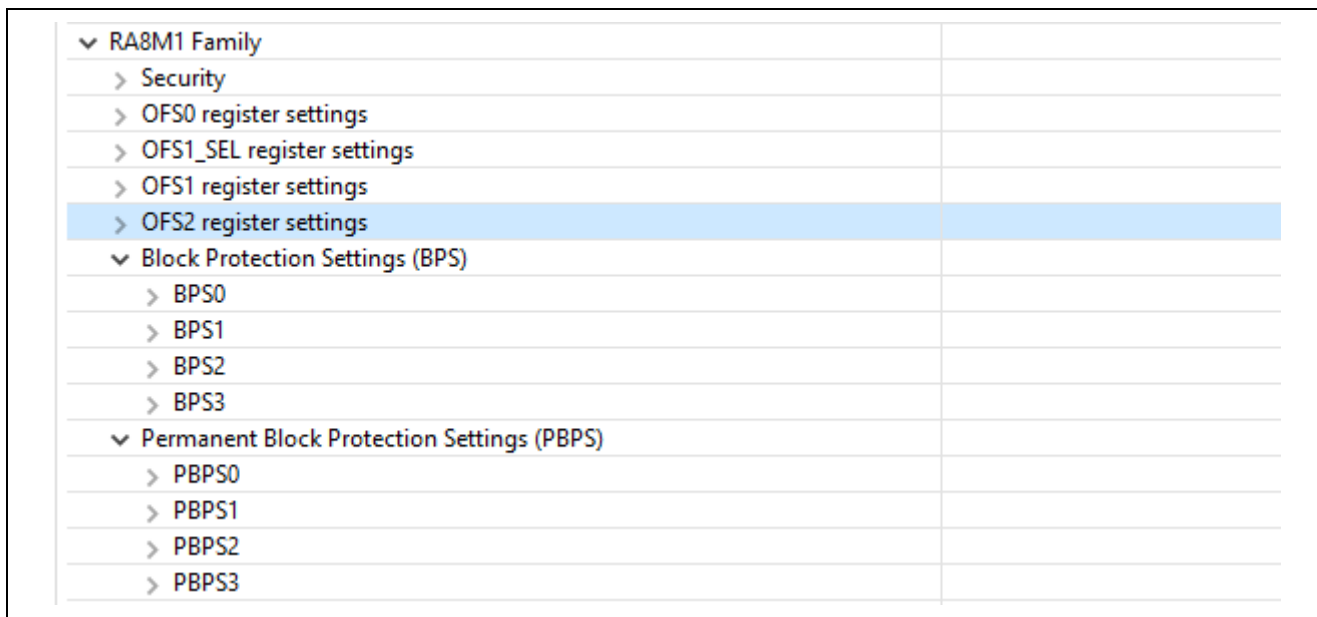 RA8M1 Family
Security
OFS0 register settings
OFS1_SEL register settings
OFS1 register settings
OFS2 register settings
Block Protection Settings (BPS)
BPS0
BPS1
BPS2
BPS3
Permanent Block Protection Settings (PBPS)
PBPS0
PBPS1
PBPS2
PBPS3